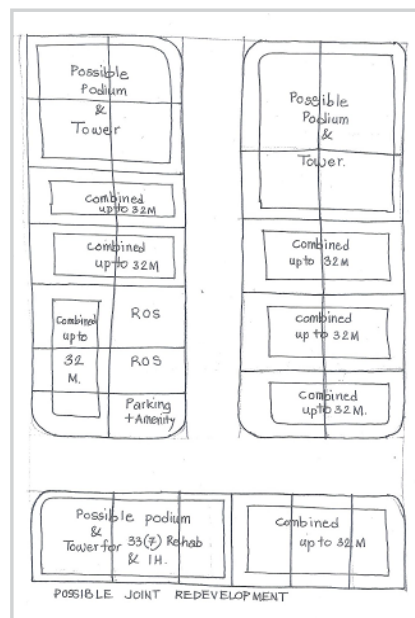 Possible
Podium
&
Tower
Combined
up to 32M
Combined
up to 32M
Combined
up to
32
M.
ROS
ROS
Parking
+Amenity
Possible
Podium
&
Tower.
Combined
up to 32M
Combined
up to 32M
Combined
up to 32M.
Possible podium
&
Tower for 33(7) Rehab
& IH.
Combined
up to 32M
POSSIBLE JOINT REDEVELOPMENT